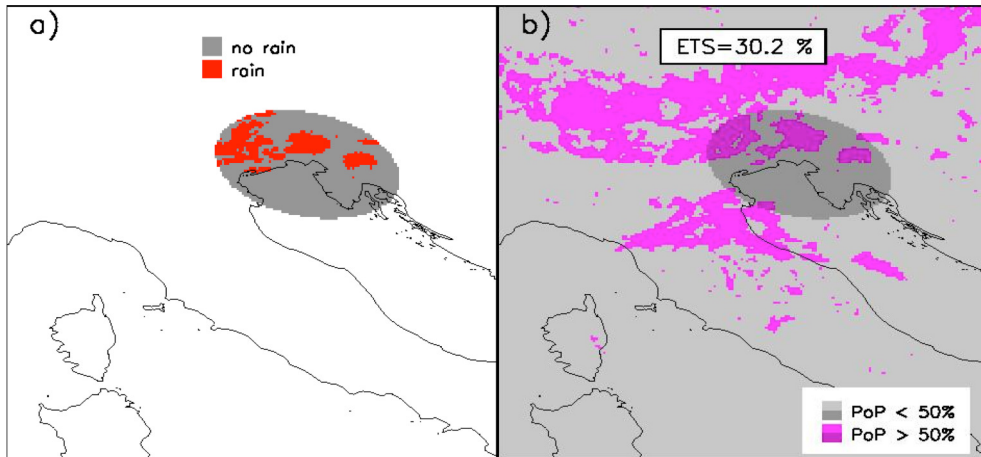 a)
no rain
rain
b)
ETS=30.2 %
PoP < 50%
PoP > 50%